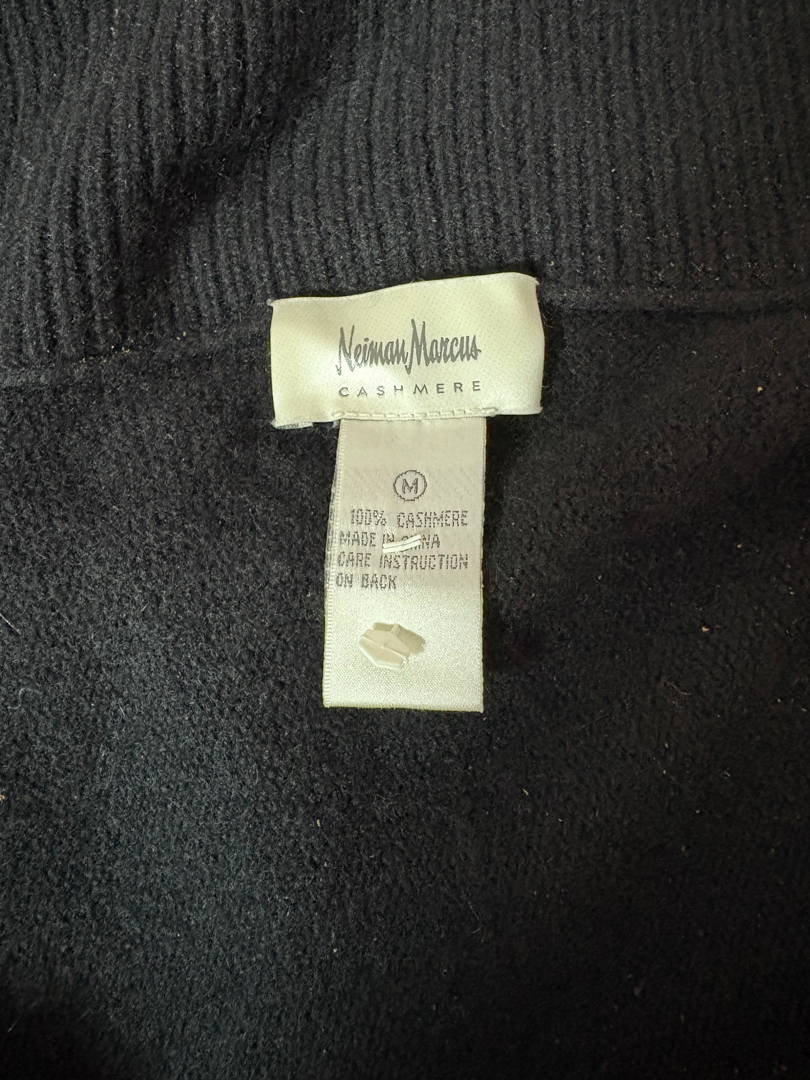 Neiman Marcus
CASHMERE
M
100% CASHMERE
MADE IN CHINA
CARE INSTRUCTION
ON BACK